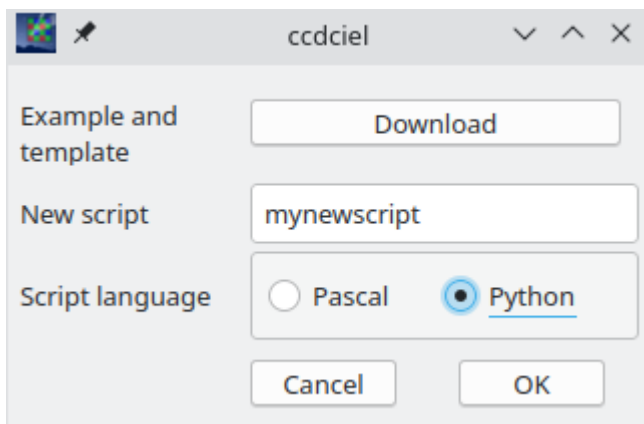 ccdciel
Example and
template
Download
New script
mynewscript
Script language
Pascal
Python
Cancel
OK